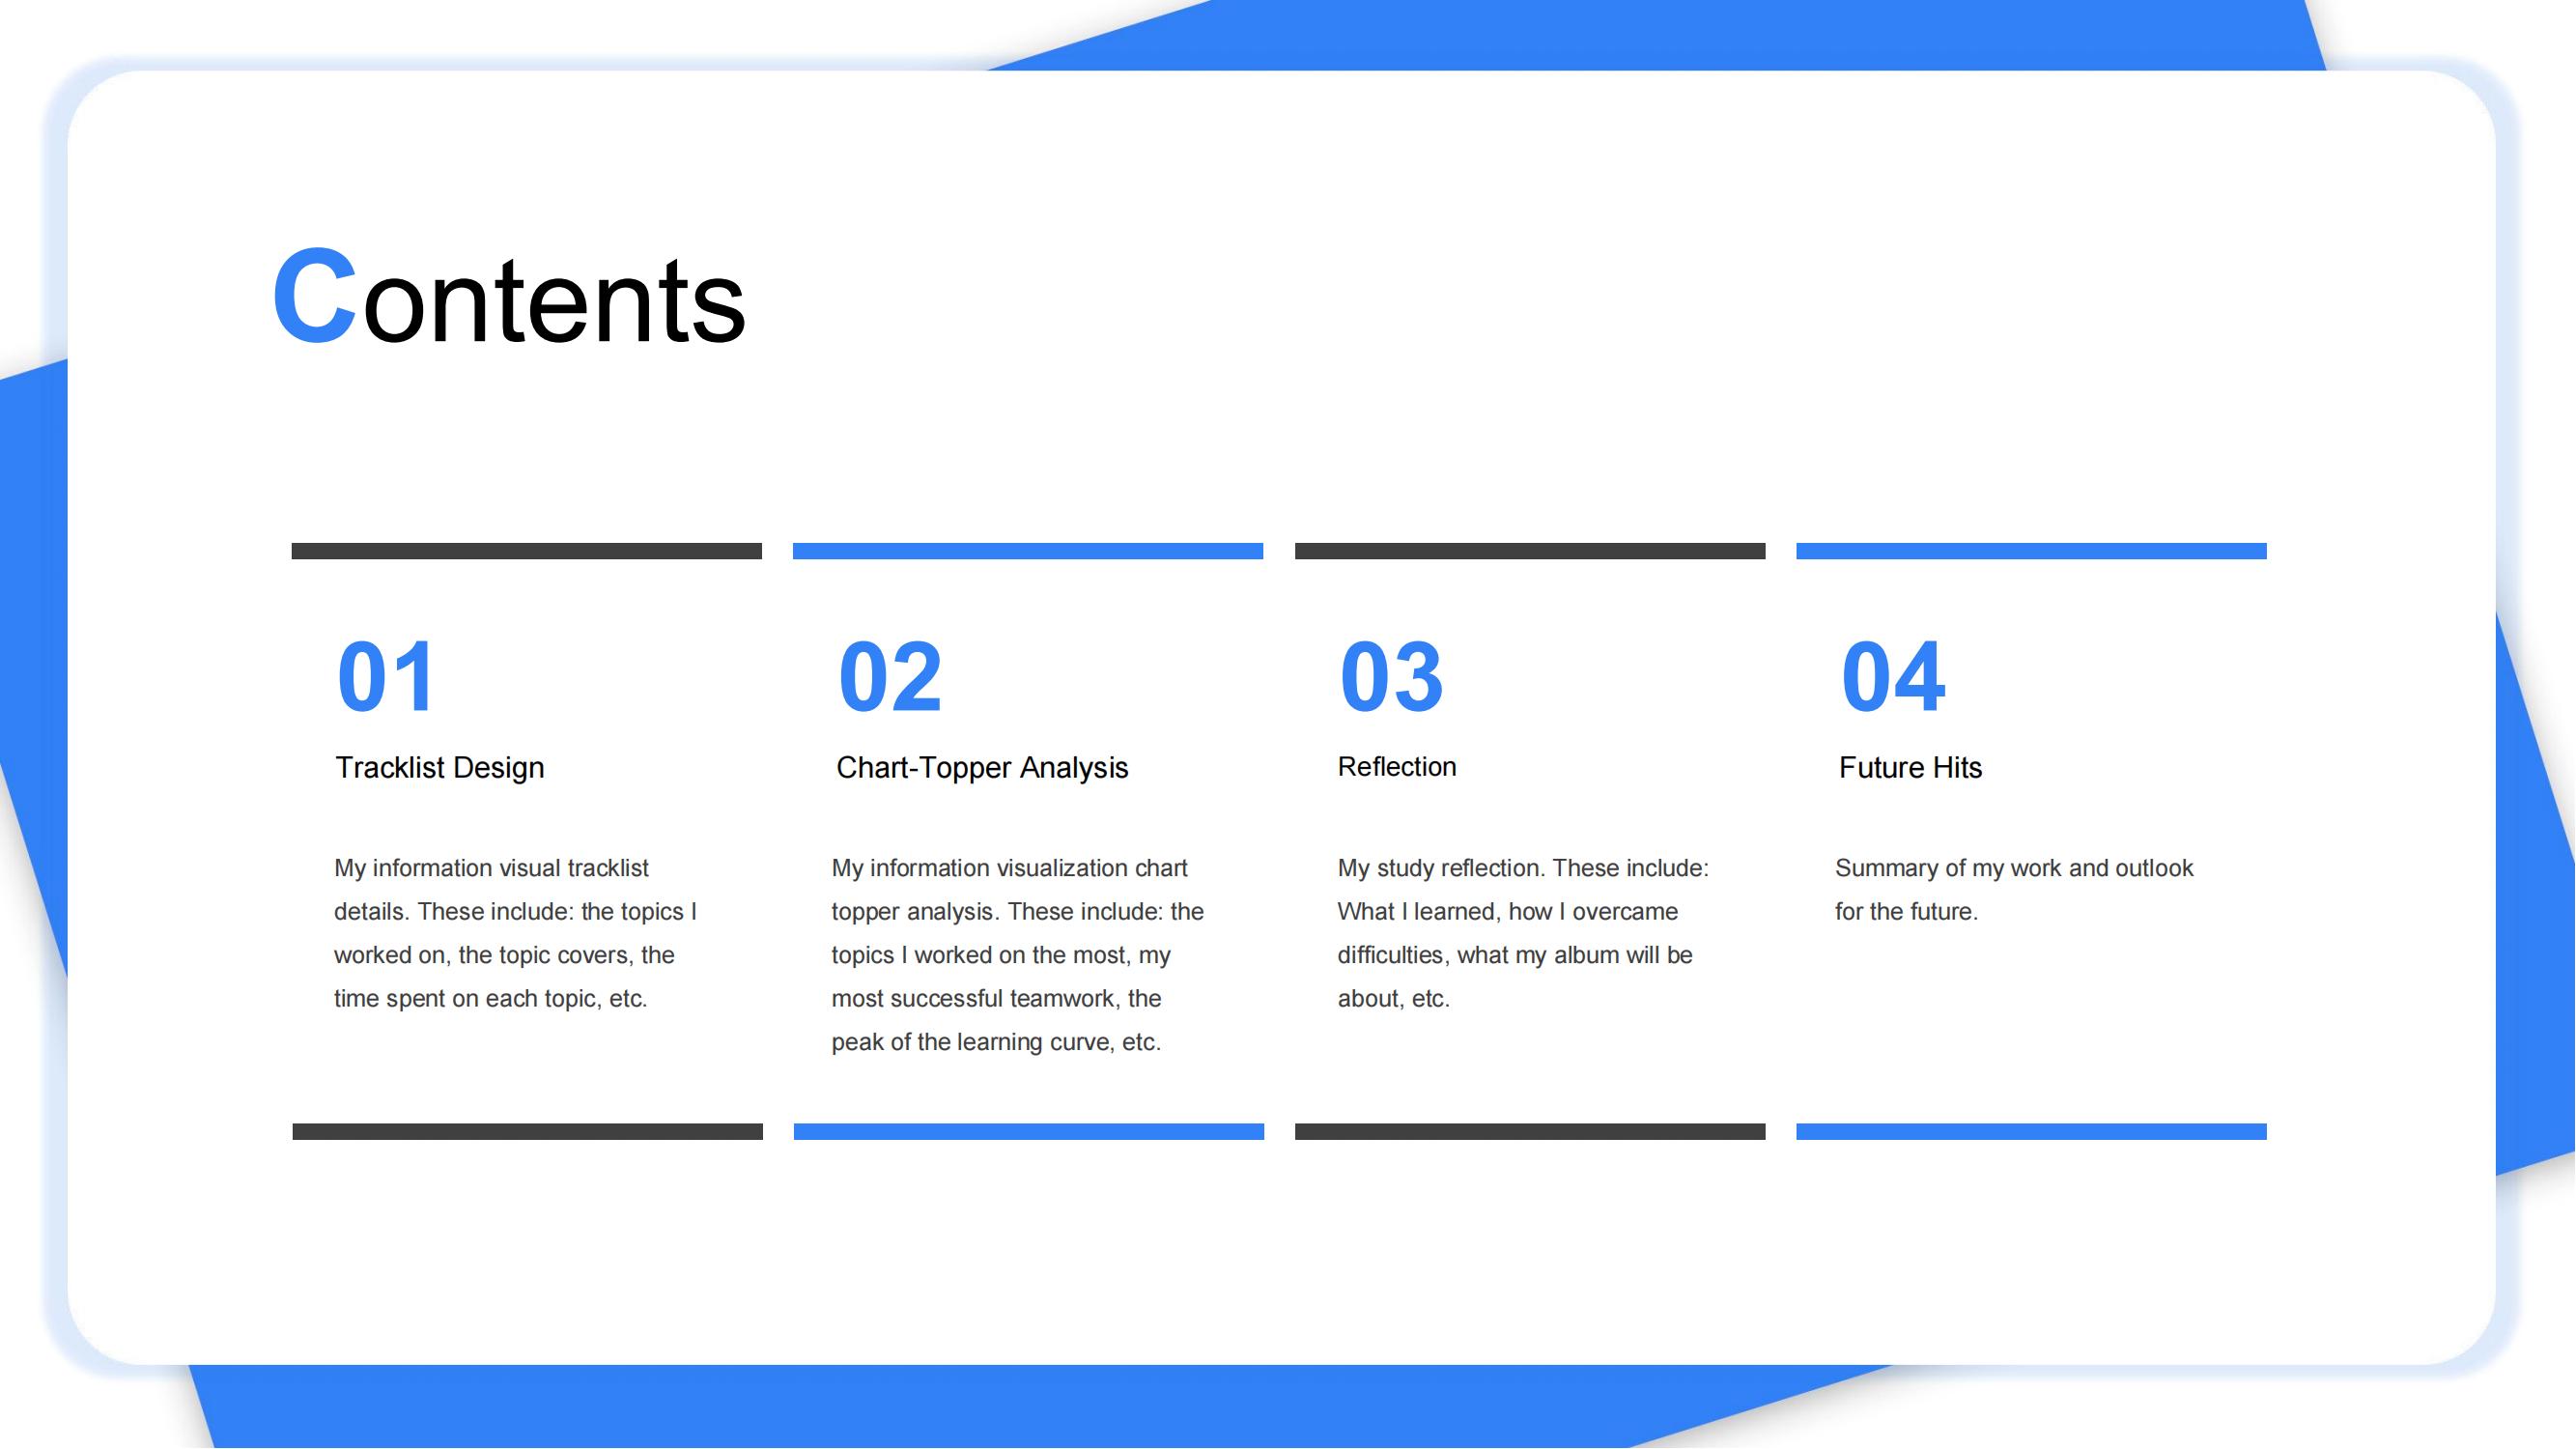 Contents
01
Tracklist Design
My information visual tracklist
details. These include: the topics I
worked on, the topic covers, the
time spent on each topic, etc.
02
Chart-Topper Analysis
My information visualization chart
topper analysis. These include: the
topics I worked on the most, my
most successful teamwork, the
peak of the learning curve, etc.
03
Reflection
My study reflection. These include:
What I learned, how I overcame
difficulties, what my album will be
about, etc.
04
Future Hits
Summary of my work and outlook
for the future.